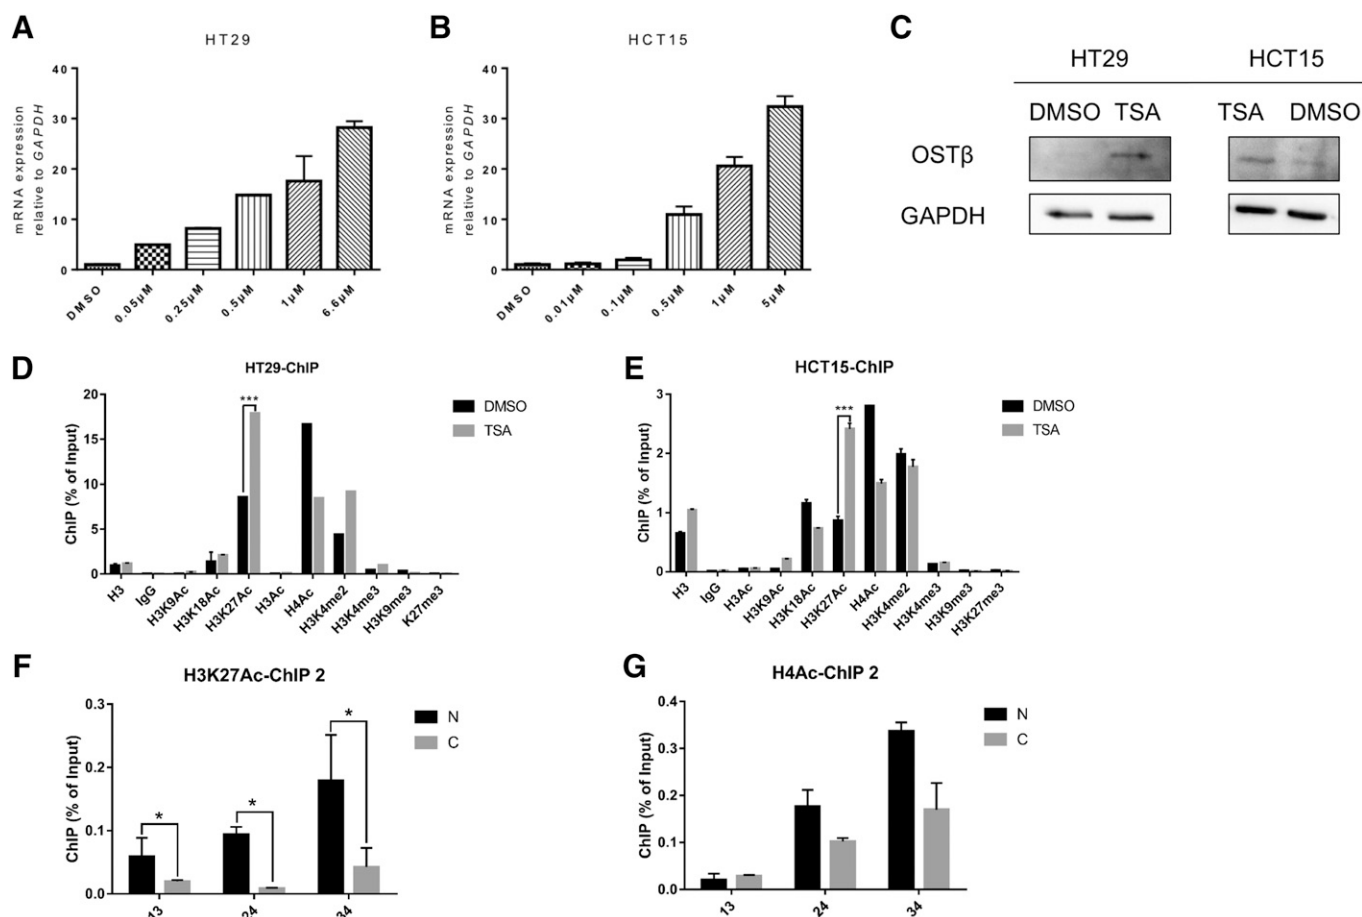 A
HT29
mRNA expression
relative to GAPDH
40
30
20
10
0
DMSO
0.05µM
0.25µM
0.5µM
1µM
6.6µM
B
HCT15
mRNA expression
relative to GAPDH
40
30
20
10
0
DMSO
0.01µM
0.1µM
0.5µM
1µM
5µM
C
HT29 HCT15
DMSO TSA TSA DMSO
OSTβ
GAPDH
D
HT29-ChIP
ChIP (% of Input)
20
15
10
5
0
***
DMSO
TSA
H3
IgG
H3K9Ac
H3K18Ac
H3K27Ac
H3Ac
H4Ac
H3K4me2
H3K4me3
H3K9me3
K27me3
E
HCT15-ChIP
ChIP (% of Input)
3
2
1
0
***
DMSO
TSA
H3
IgG
H3Ac
H3K9Ac
H3K18Ac
H3K27Ac
H4Ac
H3K4me2
H3K4me3
H3K9me3
H3K27me3
F
H3K27Ac-ChIP 2
ChIP (% of Input)
0.3
0.2
0.1
0.0
*
*
*
N
C
13
24
34
G
H4Ac-ChIP 2
ChIP (% of Input)
0.4
0.3
0.2
0.1
0.0
N
C
13
24
34